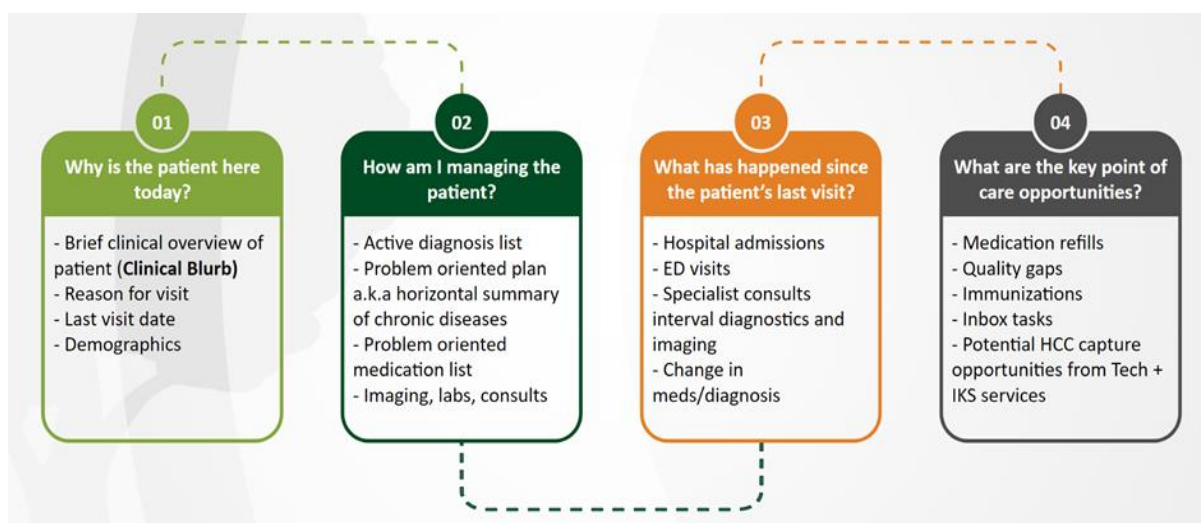 01
Why is the patient here
today?
- Brief clinical overview of
patient (Clinical Blurb)
- Reason for visit
- Last visit date
- Demographics
02
How am I managing the
patient?
- Active diagnosis list
- Problem oriented plan
a.k.a horizontal summary
of chronic diseases
- Problem oriented
medication list
- Imaging, labs, consults
03
What has happened since
the patient's last visit?
- Hospital admissions
- ED visits
- Specialist consults
interval diagnostics and
imaging
- Change in
meds/diagnosis
04
What are the key point of
care opportunities?
- Medication refills
- Quality gaps
- Immunizations
- Inbox tasks
- Potential HCC capture
opportunities from Tech +
IKS services